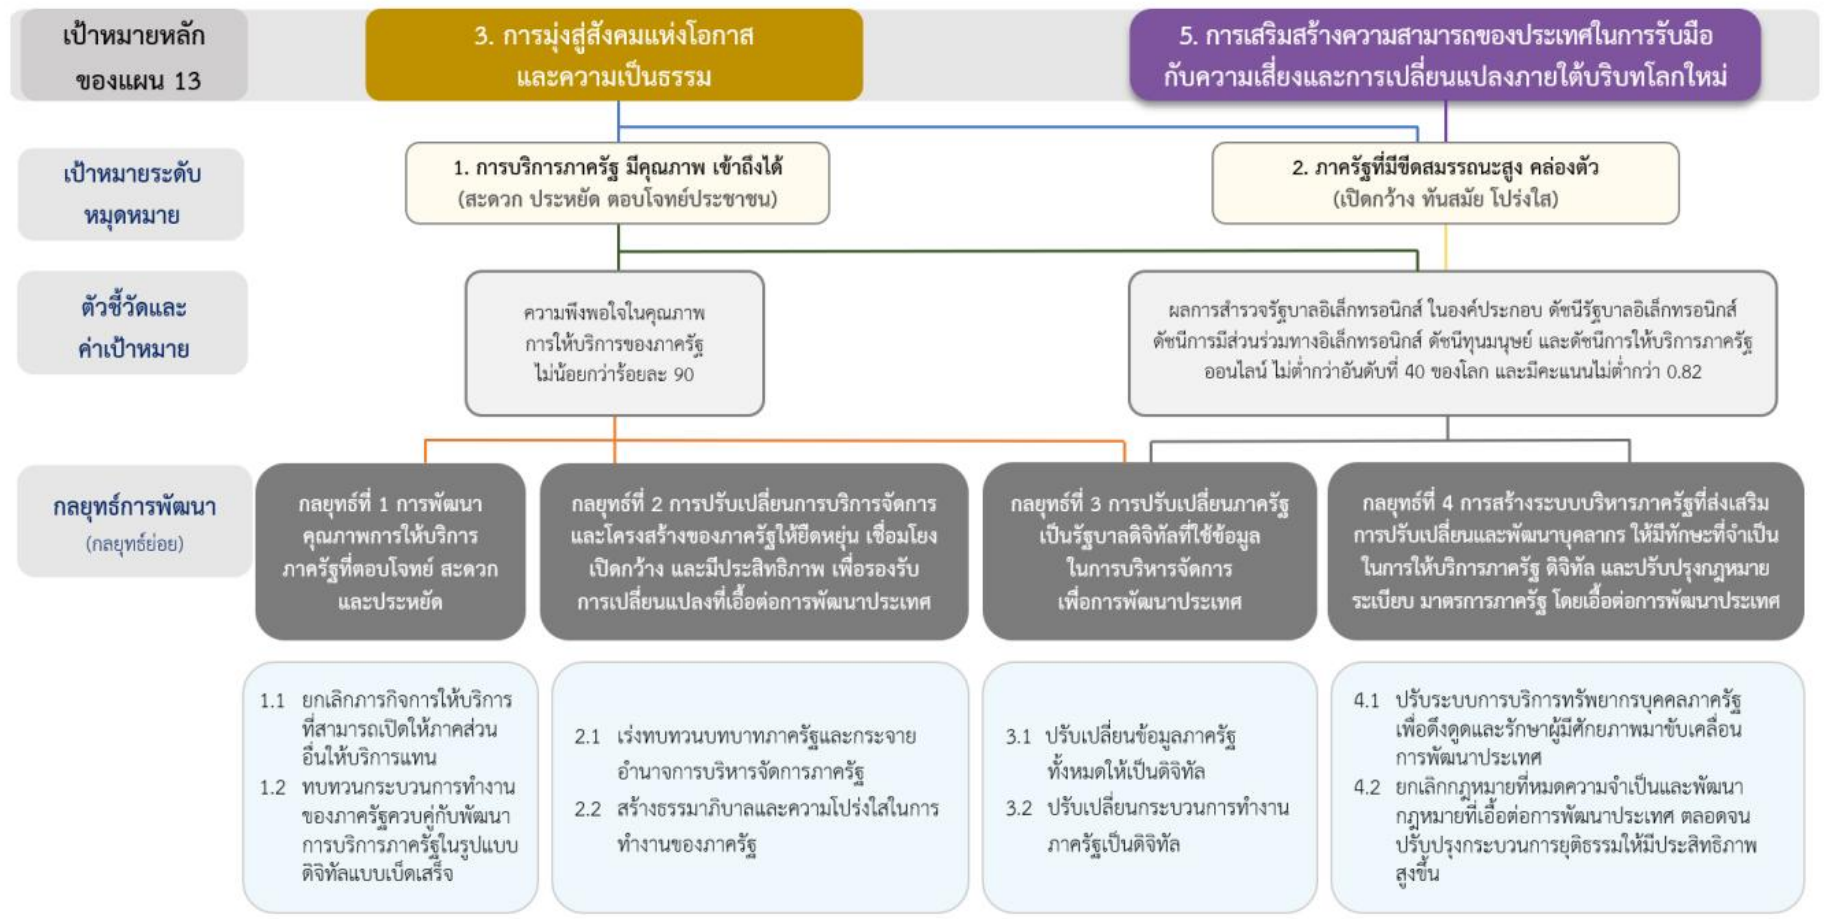 เป้าหมายหลัก
ของแผน 13
3. การมุ่งสู่สังคมแห่งโอกาส
และความเป็นธรรม
5. การเสริมสร้างความสามารถของประเทศในการรับมือ
กับความเสี่ยงและการเปลี่ยนแปลงภายใต้บริบทโลกใหม่
เป้าหมายระดับ
หมุดหมาย
1. การบริการภาครัฐ มีคุณภาพ เข้าถึงได้
(สะดวก ประหยัด ตอบโจทย์ประชาชน)
2. ภาครัฐที่มีขีดสมรรถนะสูง คล่องตัว
(เปิดกว้าง ทันสมัย โปร่งใส)
ตัวชี้วัดและ
ค่าเป้าหมาย
ความพึงพอใจในคุณภาพ
การให้บริการของภาครัฐ
ไม่น้อยกว่าร้อยละ 90
ผลการสำรวจรัฐบาลอิเล็กทรอนิกส์ ในองค์ประกอบ ดัชนีรัฐบาลอิเล็กทรอนิกส์
ดัชนีการมีส่วนร่วมทางอิเล็กทรอนิกส์ ดัชนีทุนมนุษย์ และดัชนีการให้บริการภาครัฐ
ออนไลน์ ไม่ต่ำกว่าอันดับที่ 40 ของโลก และมีคะแนนไม่ต่ำกว่า 0.82
กลยุทธ์การพัฒนา
(กลยุทธ์ย่อย)
กลยุทธ์ที่ 1 การพัฒนา
คุณภาพการให้บริการ
ภาครัฐที่ตอบโจทย์ สะดวก
และประหยัด
กลยุทธ์ที่ 2 การปรับเปลี่ยนการบริการจัดการ
และโครงสร้างของภาครัฐให้ยืดหยุ่น เชื่อมโยง
เปิดกว้าง และมีประสิทธิภาพ เพื่อรองรับ
การเปลี่ยนแปลงที่เอื้อต่อการพัฒนาประเทศ
กลยุทธ์ที่ 3 การปรับเปลี่ยนภาครัฐ
เป็นรัฐบาลดิจิทัลที่ใช้ข้อมูล
ในการบริหารจัดการ
เพื่อการพัฒนาประเทศ
กลยุทธ์ที่ 4 การสร้างระบบบริหารภาครัฐที่ส่งเสริม
การปรับเปลี่ยนและพัฒนาบุคลากร ให้มีทักษะที่จำเป็น
ในการให้บริการภาครัฐ ดิจิทัล และปรับปรุงกฎหมาย
ระเบียบ มาตรการภาครัฐ โดยเอื้อต่อการพัฒนาประเทศ
1.1 ยกเลิกภารกิจการให้บริการ
ที่สามารถเปิดให้ภาคส่วน
อื่นให้บริการแทน
1.2 ทบทวนกระบวนการทำงาน
ของภาครัฐควบคู่กับพัฒนา
การบริการภาครัฐในรูปแบบ
ดิจิทัลแบบเบ็ดเสร็จ
2.1 เร่งทบทวนบทบาทภาครัฐและกระจาย
อำนาจการบริหารจัดการภาครัฐ
2.2 สร้างธรรมาภิบาลและความโปร่งใสในการ
ทำงานของภาครัฐ
3.1 ปรับเปลี่ยนข้อมูลภาครัฐ
ทั้งหมดให้เป็นดิจิทัล
3.2 ปรับเปลี่ยนกระบวนการทำงาน
ภาครัฐเป็นดิจิทัล
4.1 ปรับระบบการบริการทรัพยากรบุคคลภาครัฐ
เพื่อดึงดูดและรักษาผู้มีศักยภาพมาขับเคลื่อน
การพัฒนาประเทศ
4.2 ยกเลิกกฎหมายที่หมดความจำเป็นและพัฒนา
กฎหมายที่เอื้อต่อการพัฒนาประเทศ ตลอดจน
ปรับปรุงกระบวนการยุติธรรมให้มีประสิทธิภาพ
สูงขึ้น